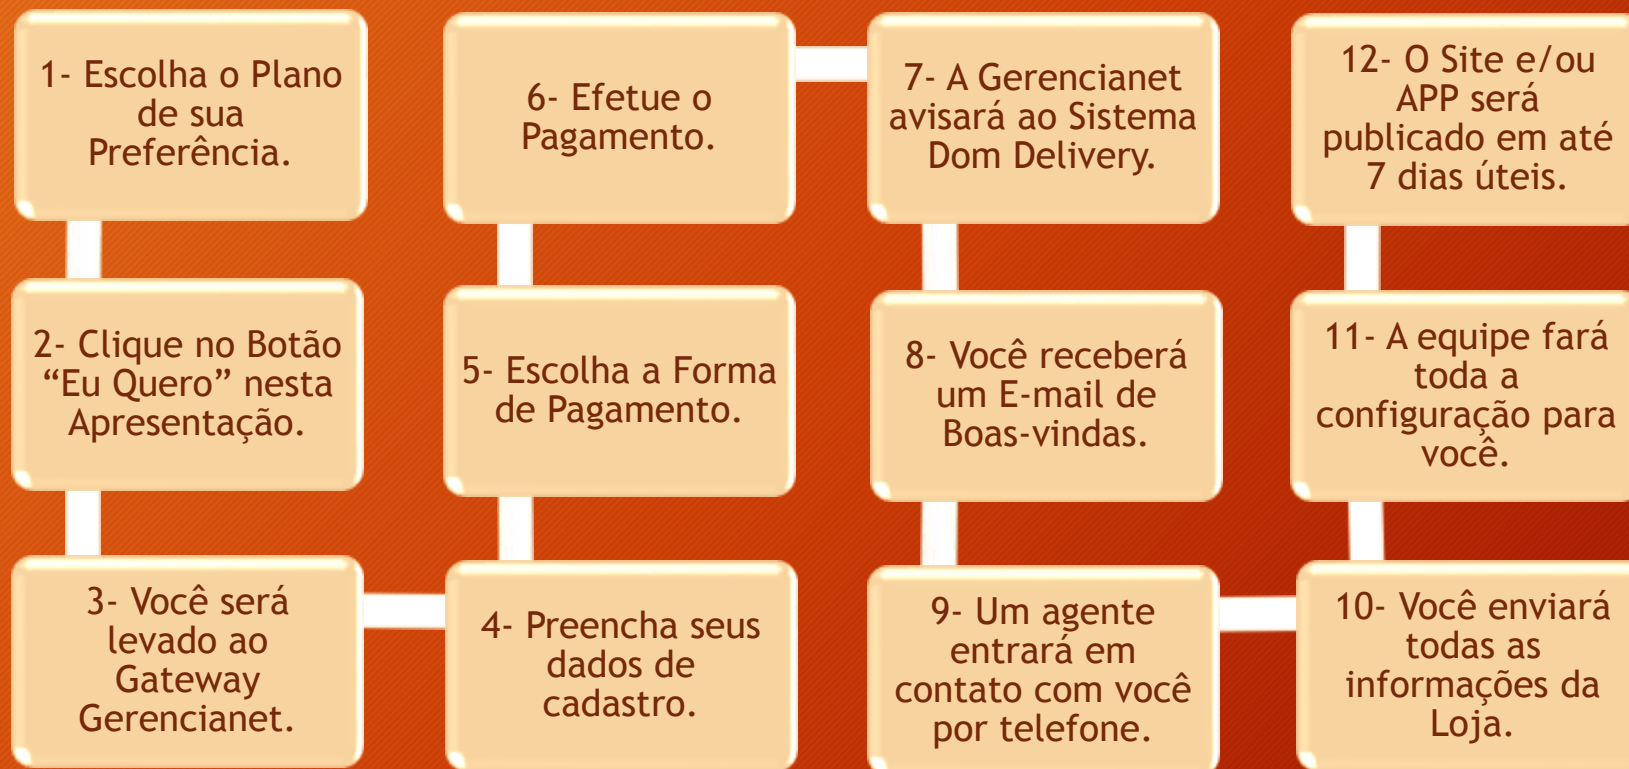 1- Escolha o Plano
de sua
Preferência.
2- Clique no Botão
“Eu Quero” nesta
Apresentação.
3- Você será
levado ao
Gateway
Gerencianet.
4- Preencha seus
dados de
cadastro.
5- Escolha a Forma
de Pagamento.
6- Efetue o
Pagamento.
7- A Gerencianet
avisará ao Sistema
Dom Delivery.
8- Você receberá
um E-mail de
Boas-vindas.
9- Um agente
entrará em
contato com você
por telefone.
10- Você enviará
todas as
informações da
Loja.
11- A equipe fará
toda a
configuração para
você.
12- O Site e/ou
APP será
publicado em até
7 dias úteis.